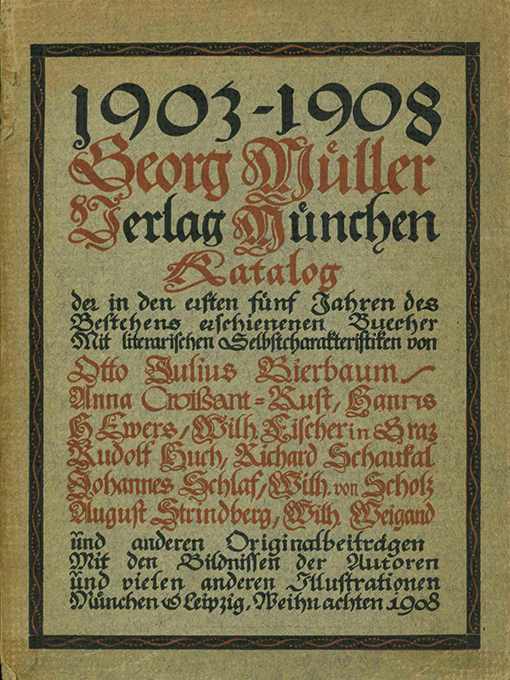 1903-1908
Georg Müller
Verlag München
Katalog
der in den ersten fünf Jahren des
Bestehens erschienenen Buecher
Mit literarischen Selbstcharakteristiken von
Otto Julius Bierbaum/
Anna Croissant=Rust, Hanns
H Ewers/Wilh. Fischer in Graz
Rudolf Huch, Richard Schaukal
Johannes Schlaf/Wilh. von Scholz
August Strindberg, Wilh. Weigand
und anderen Originalbeiträgen
Mit den Bildnissen der Autoren
und vielen anderen Illustrationen
München & Leipzig, Weihnachten 1908